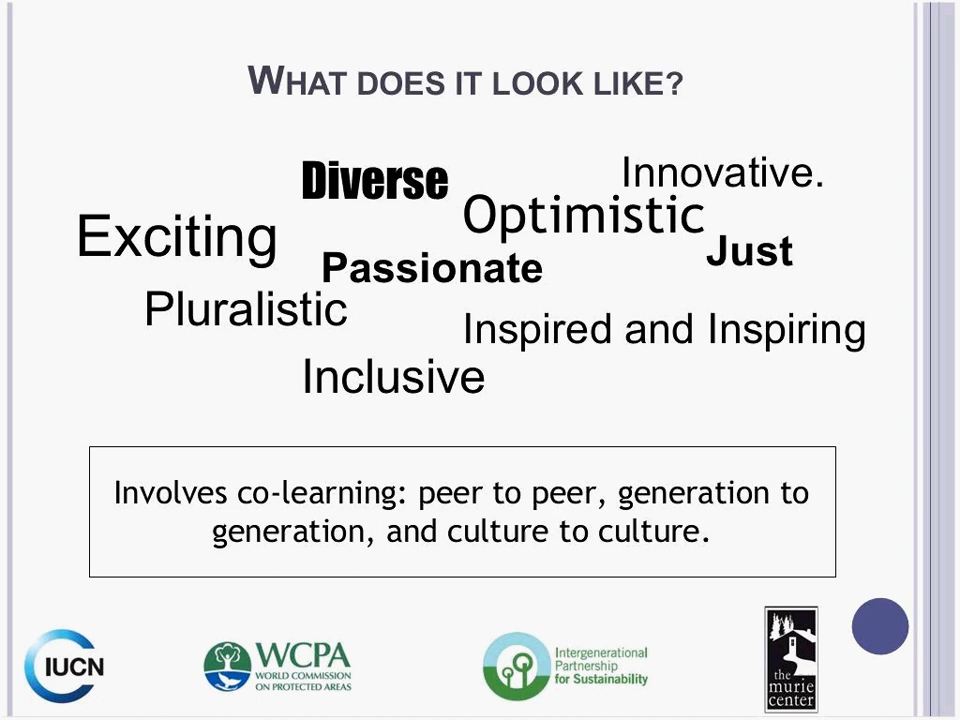 WHAT DOES IT LOOK LIKE?
Diverse
Innovative.
Optimistic
Exciting
Just
Passionate
Pluralistic
Inspired and Inspiring
Inclusive
Involves co-learning: peer to peer, generation to
generation, and culture to culture.
IUCN
WCPA
WORLD COMMISSION
ON PROTECTED AREAS
Intergenerational
Partnership
for Sustainability
the
murie
center